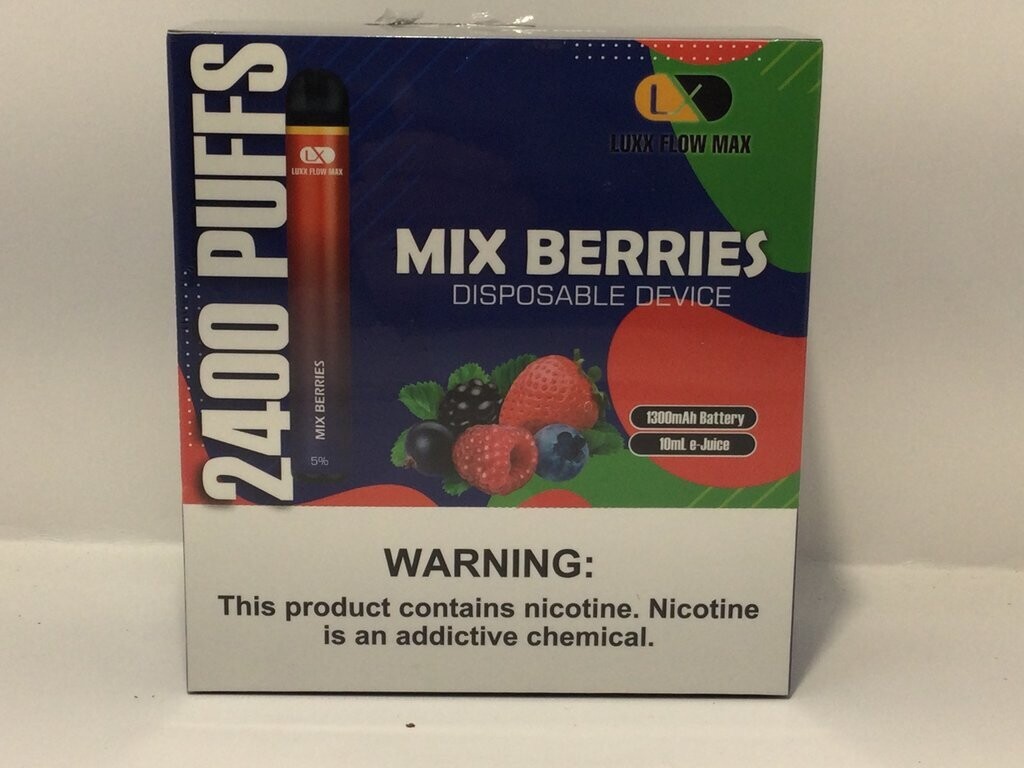 2400 PUFFS
LX
LUXX FLOW MAX
MIX BERRIES
5%
LX
LUXX FLOW MAX
MIX BERRIES
DISPOSABLE DEVICE
1300mAh Battery
10mL e-Juice
WARNING:
This product contains nicotine. Nicotine
is an addictive chemical.